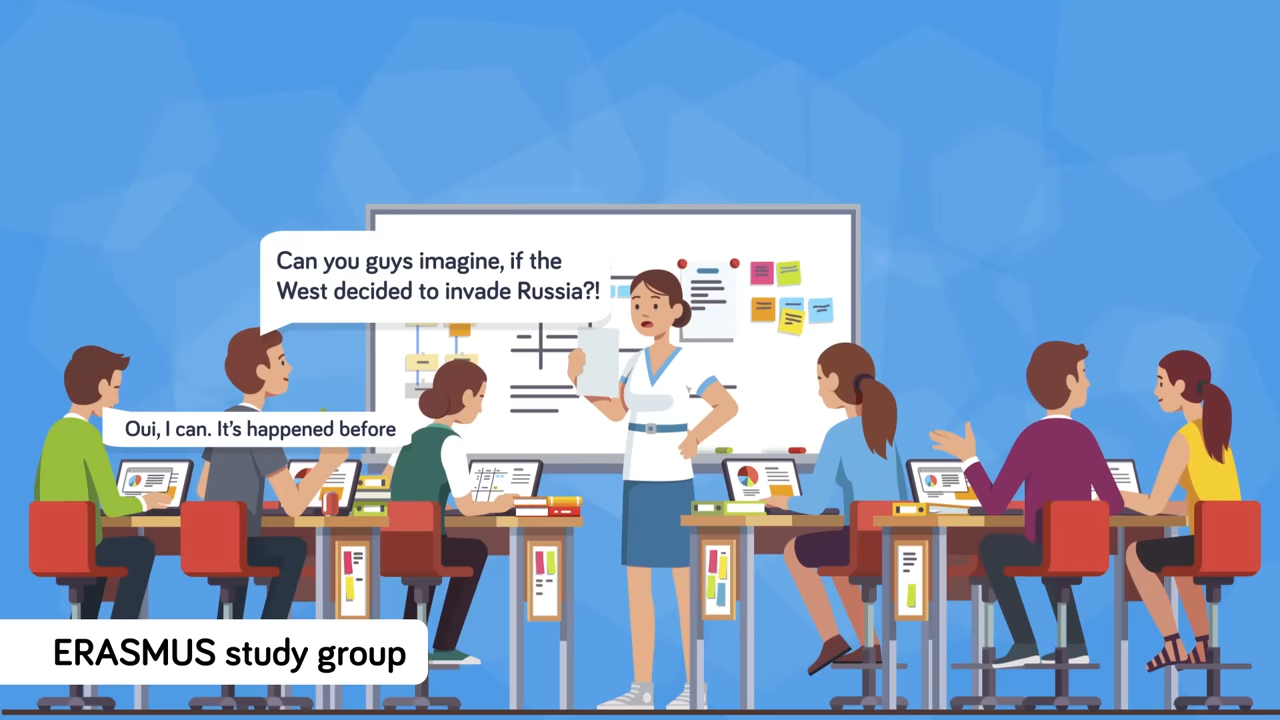 Can you guys imagine, if the
West decided to invade Russia?!
Oui, I can. It's happened before
ERASMUS study group